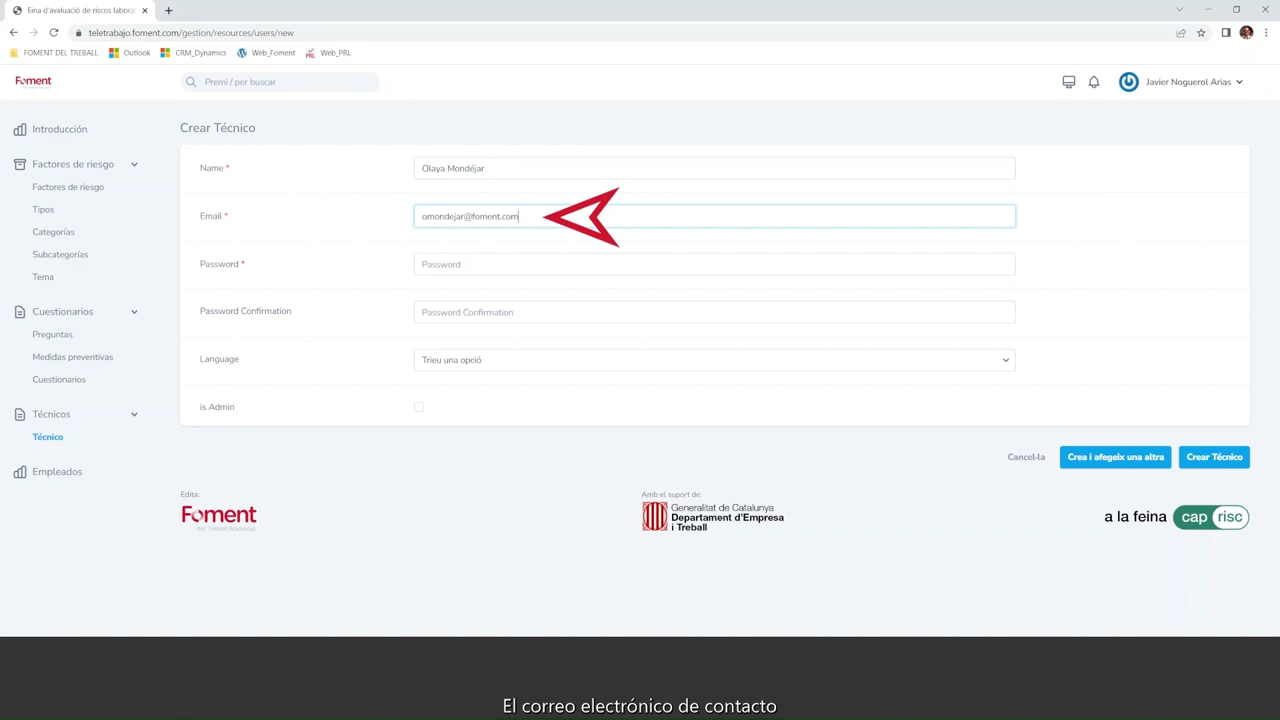 Eina d'avaluació de riscos labora
teletrabajo.foment.com/gestion/resources/users/new
FOMENT DEL TREBALL Outlook CRM_Dynamics Web_Foment Web_PRL
Foment
Premi / per buscar
Javier Noguerol Arias
Introducción
Factores de riesgo
Factores de riesgo
Tipos
Categorías
Subcategorías
Tema
Cuestionarios
Preguntas
Medidas preventivas
Cuestionarios
Técnicos
Técnico
Empleados
Crear Técnico
Name *
Olaya Mondéjar
Email *
omondejar@foment.com
Password *
Password
Password Confirmation
Password Confirmation
Language
Trieu una opció
is Admin
Cancel·la
Crea i afegeix una altra
Crear Técnico
Edita:
Foment
del Treball Nacional
Amb el suport de:
Generalitat de Catalunya
Departament d'Empresa
i Treball
a la feina cap risc
El correo electrónico de contacto